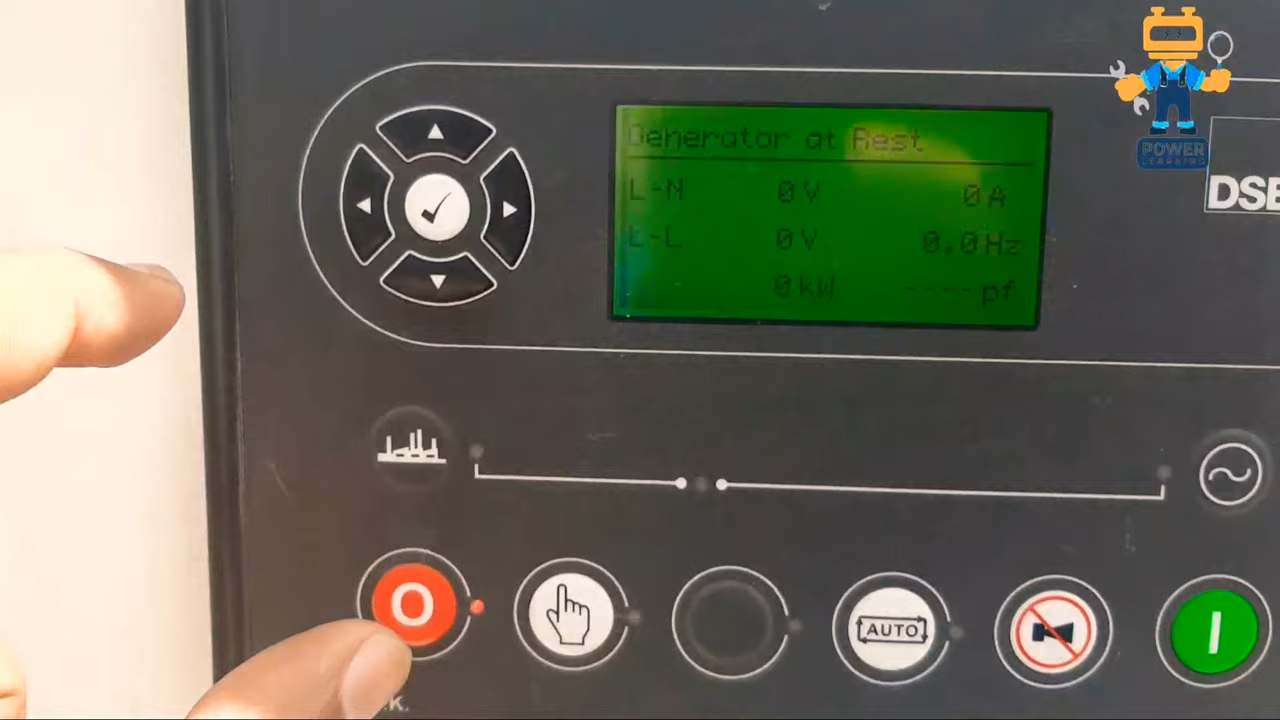 Generator at Rest
L-N 0V 0A
L-L 0V 0.0Hz
0kW ----pf
POWER
LEARNING
DSE
O
AUTO
I